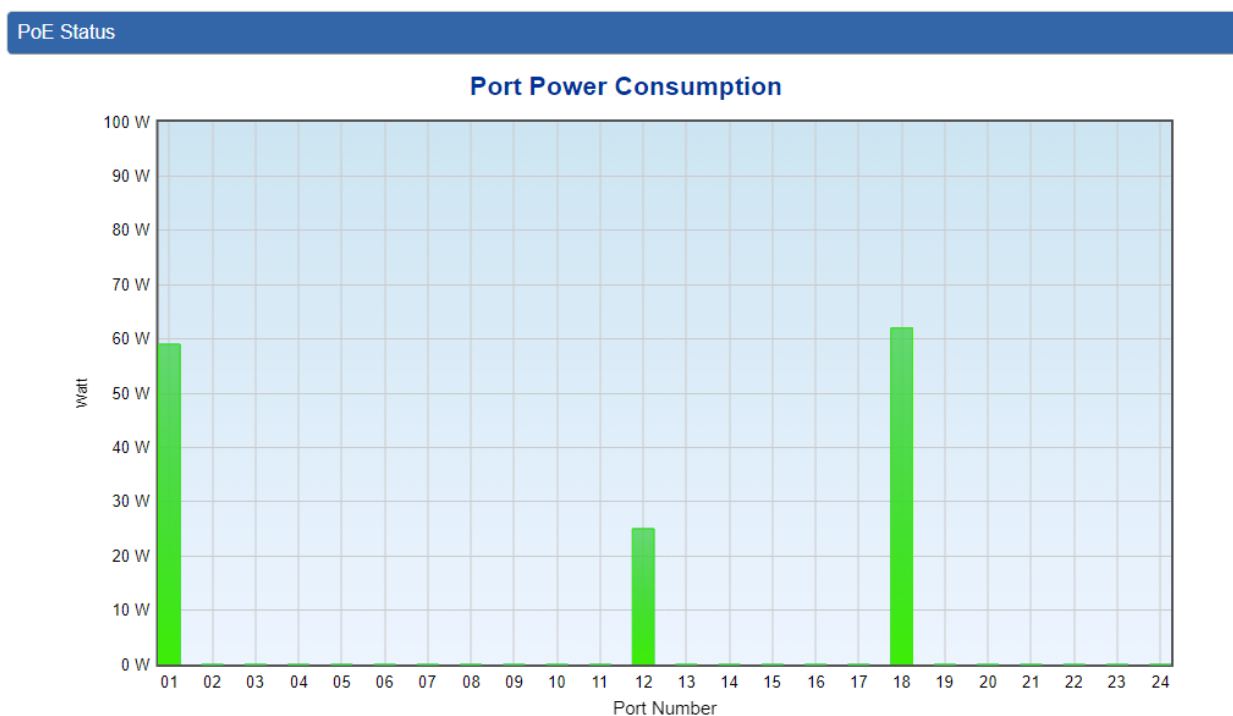 PoE Status
Port Power Consumption
100 W
90 W
80 W
70 W
60 W
50 W
40 W
30 W
20 W
10 W
0 W
Watt
01 02 03 04 05 06 07 08 09 10 11 12 13 14 15 16 17 18 19 20 21 22 23 24
Port Number